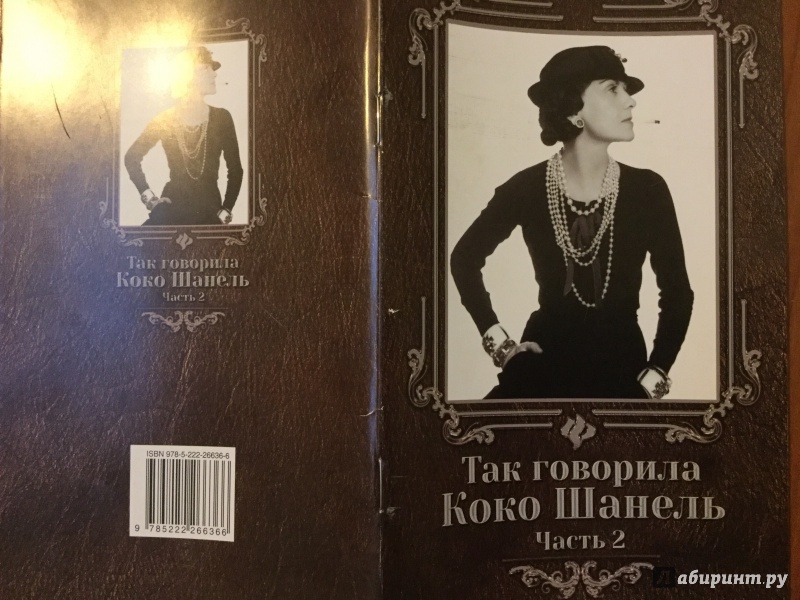 Так говорила
Коко Шанель
Часть 2
ISBN 978-5-222-26636-6
9 785222 266366
Так говорила
Коко Шанель
Часть 2
Лабиринт.ру